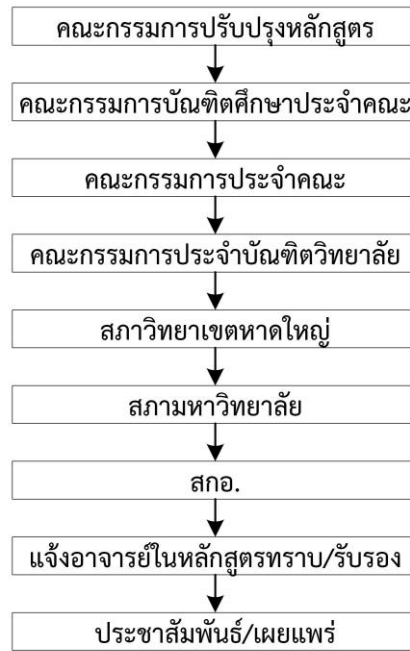 คณะกรรมการปรับปรุงหลักสูตร
คณะกรรมการบัณฑิตศึกษาประจำคณะ
คณะกรรมการประจำคณะ
คณะกรรมการประจำบัณฑิตวิทยาลัย
สภาวิทยาเขตหาดใหญ่
สภามหาวิทยาลัย
สกอ.
แจ้งอาจารย์ในหลักสูตรทราบ/รับรอง
ประชาสัมพันธ์/เผยแพร่